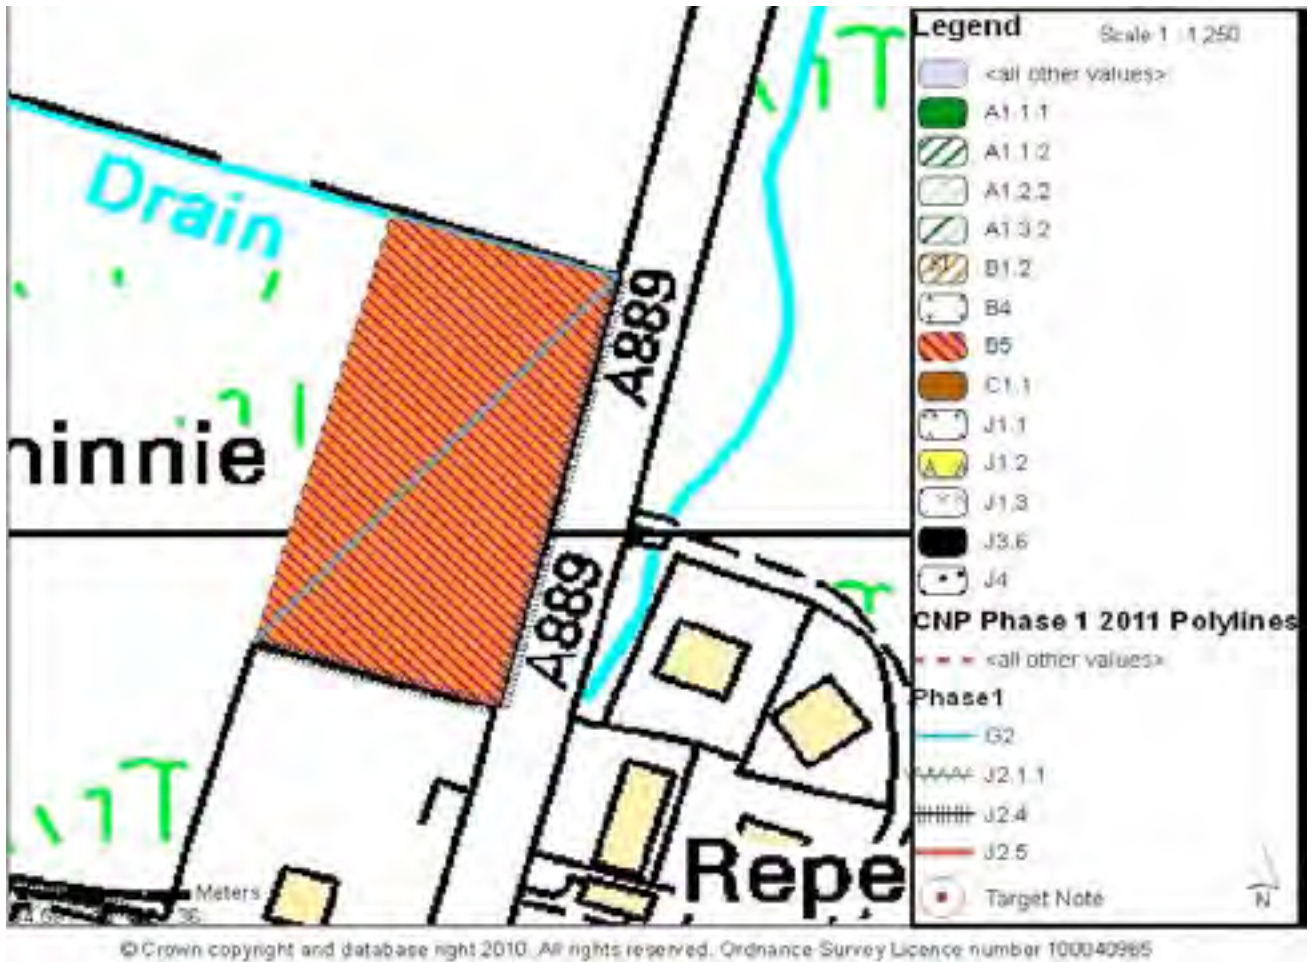 Drain
A889
ninnie
A889
Repe
Meters
36
Legend
Scale 1 :1,250
<all other values>
A1.1.1
A1.1.2
A1.2.2
A1.3.2
B1.2
B4
B5
C1.1
J1.1
J1.2
J1.3
J3.6
J4
CNP Phase 1 2011 Polylines
<all other values>
Phase1
G2
J2.1.1
J2.4
J2.5
Target Note
N
© Crown copyright and database right 2010. All rights reserved. Ordnance Survey Licence number 100040965